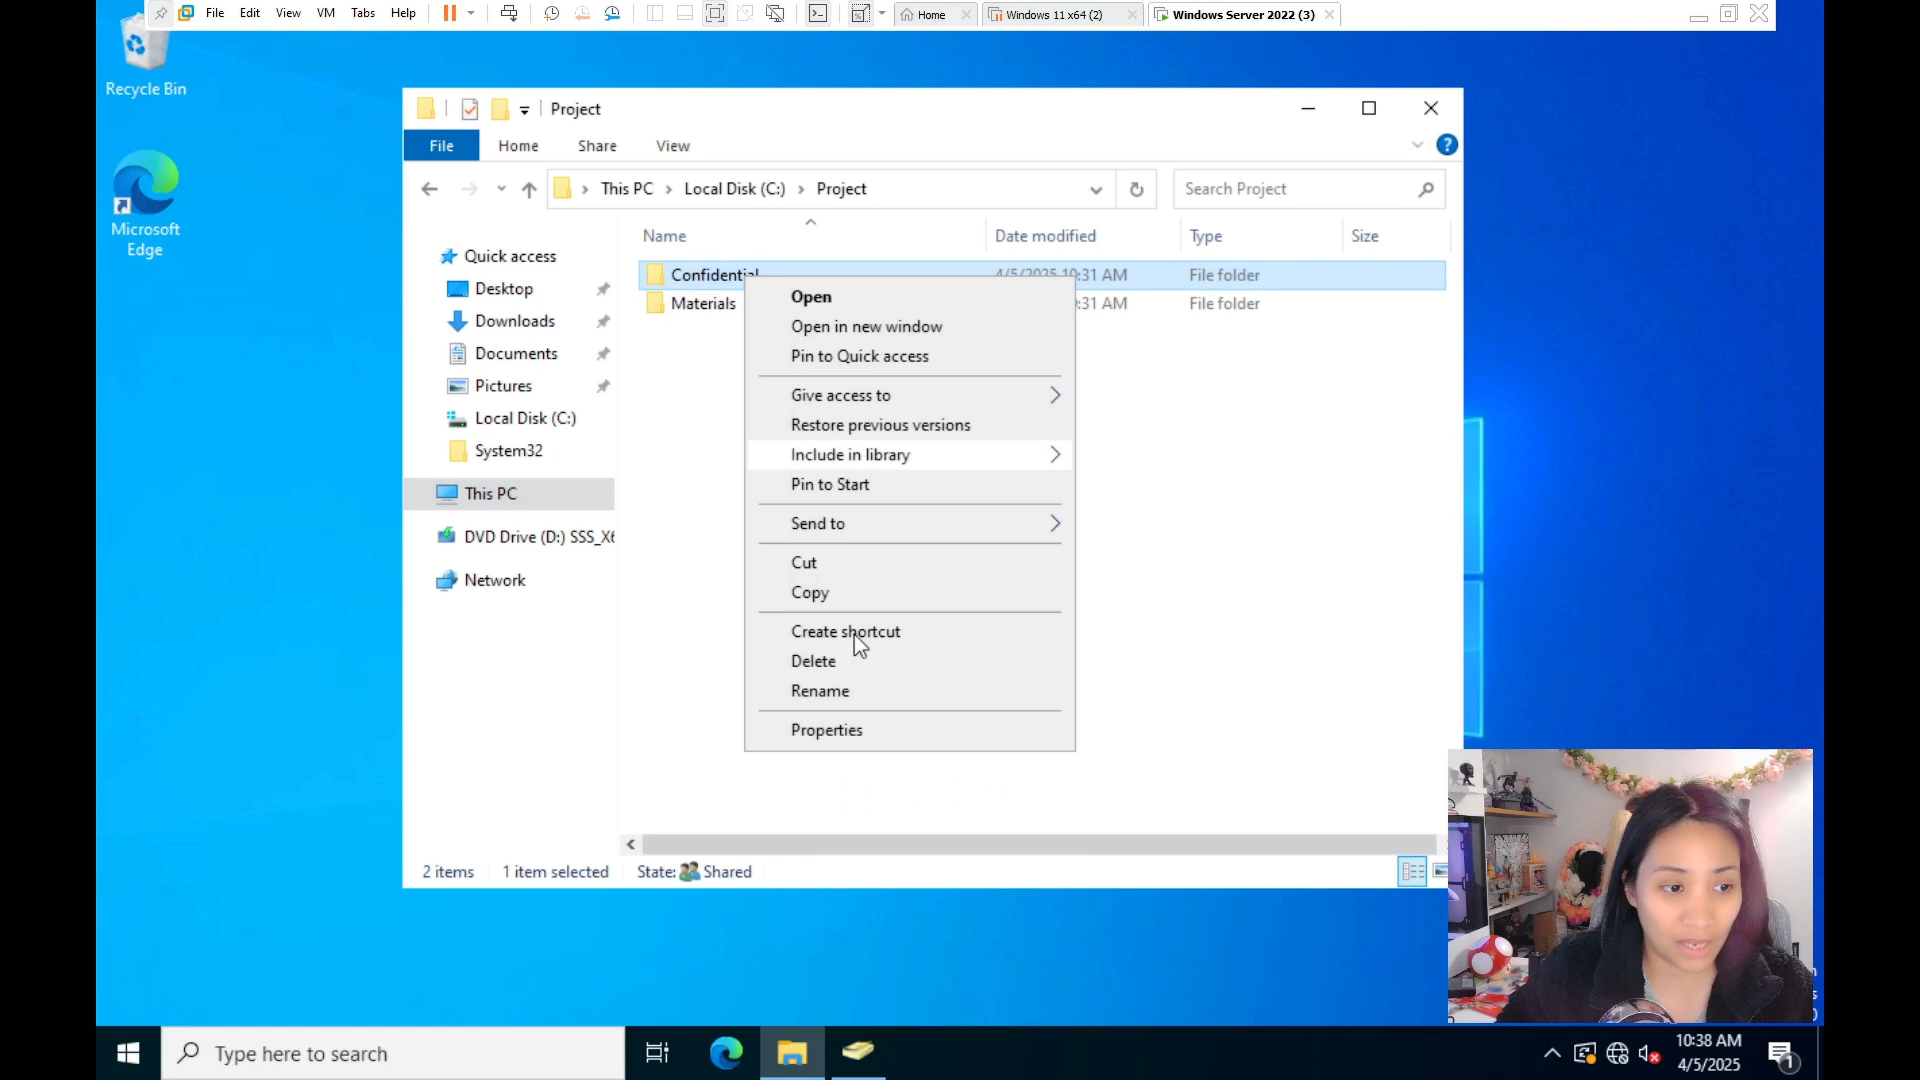 File Edit View VM Tabs Help
Home
Windows 11 x64 (2)
Windows Server 2022 (3)
Recycle Bin
Microsoft
Edge
Project
File Home Share View
This PC > Local Disk (C:) > Project
Search Project
Name Date modified Type Size
Quick access
Desktop
Downloads
Documents
Pictures
Local Disk (C:)
System32
This PC
DVD Drive (D:) SSS_X6
Network
Confidential 4/5/2025 10:31 AM File folder
Materials :31 AM File folder
Open
Open in new window
Pin to Quick access
Give access to
Restore previous versions
Include in library
Pin to Start
Send to
Cut
Copy
Create shortcut
Delete
Rename
Properties
2 items 1 item selected State: Shared
Type here to search
10:38 AM
4/5/2025
1